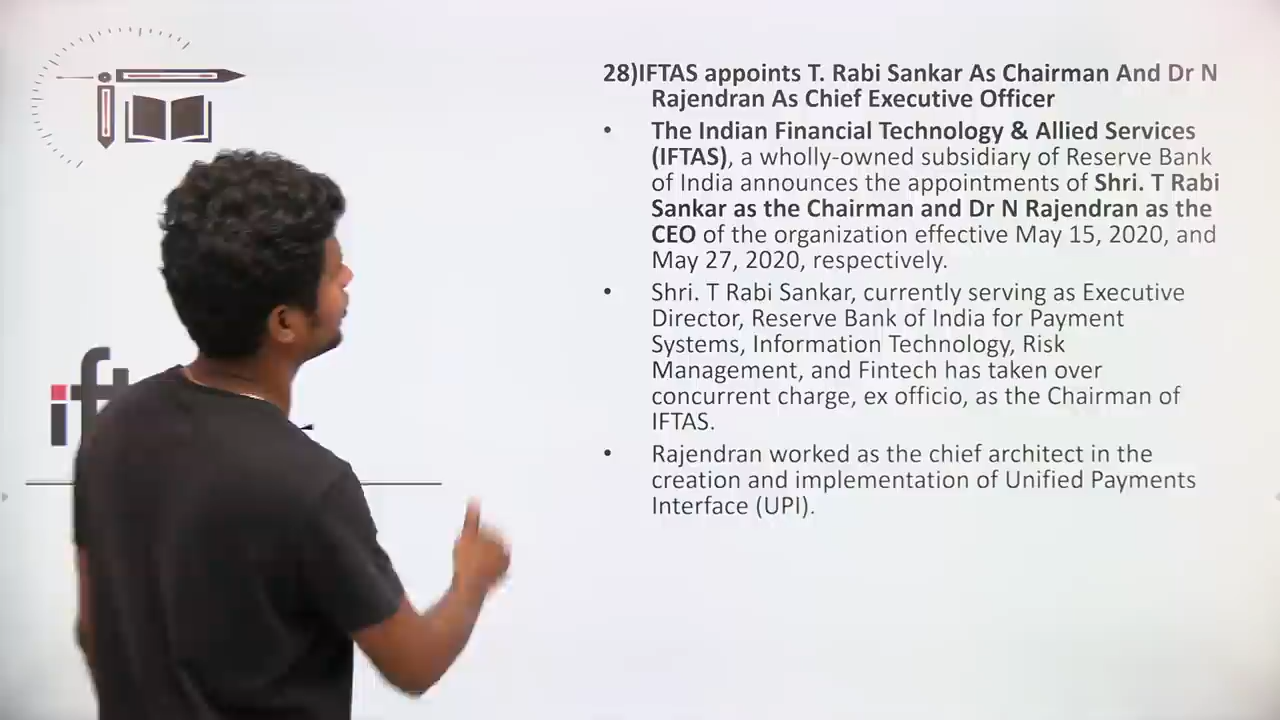 28)IFTAS appoints T. Rabi Sankar As Chairman And Dr N
Rajendran As Chief Executive Officer
• The Indian Financial Technology & Allied Services
(IFTAS), a wholly-owned subsidiary of Reserve Bank
of India announces the appointments of Shri. T Rabi
Sankar as the Chairman and Dr N Rajendran as the
CEO of the organization effective May 15, 2020, and
May 27, 2020, respectively.
• Shri. T Rabi Sankar, currently serving as Executive
Director, Reserve Bank of India for Payment
Systems, Information Technology, Risk
Management, and Fintech has taken over
concurrent charge, ex officio, as the Chairman of
IFTAS.
• Rajendran worked as the chief architect in the
creation and implementation of Unified Payments
Interface (UPI).